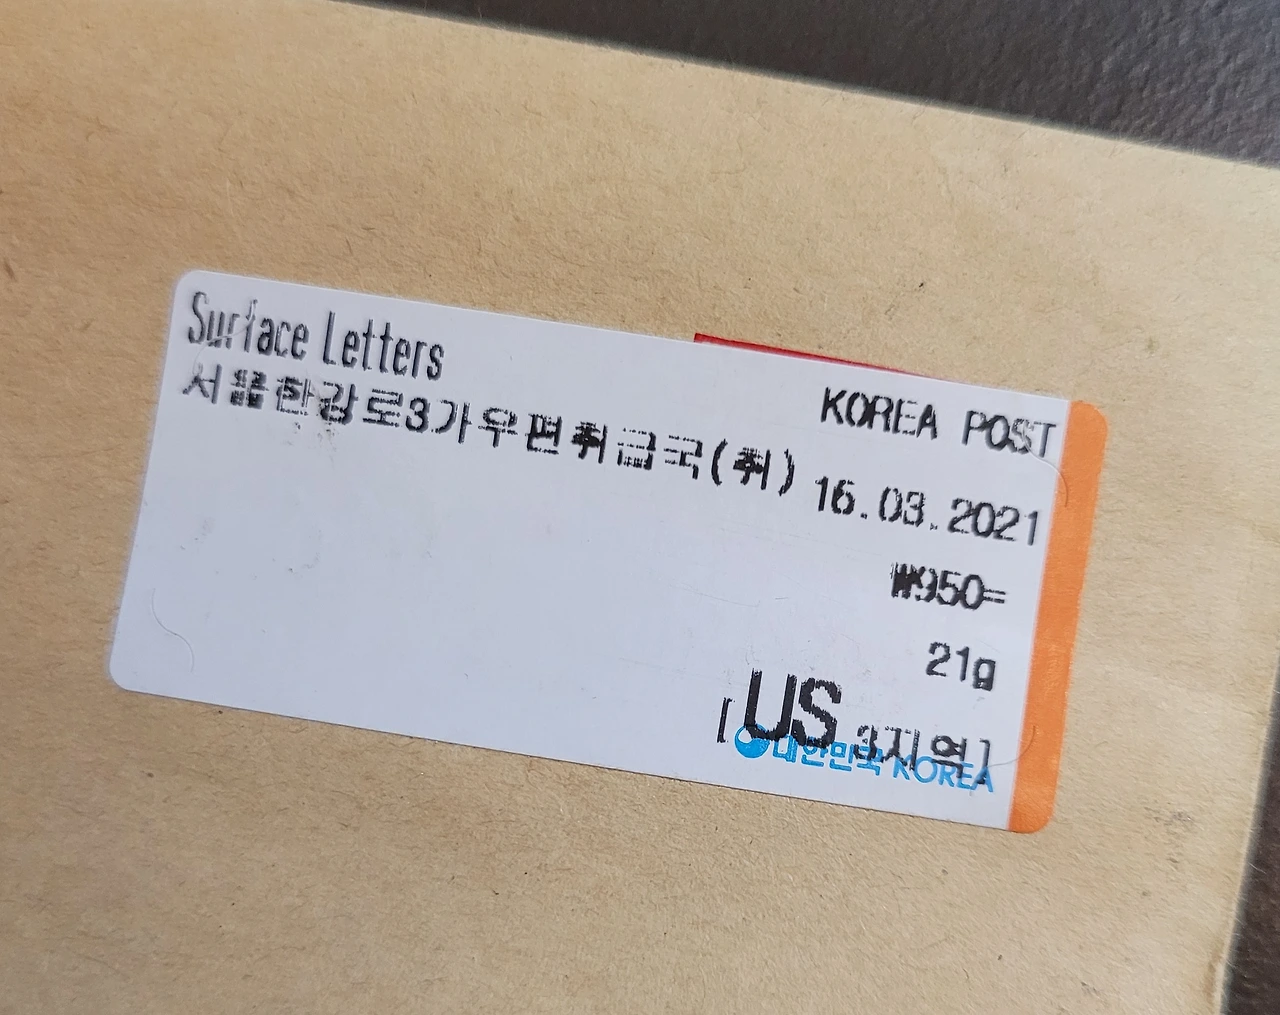 Surface Letters
서울한강로3가우편취급국(취)
KOREA POST
16.03.2021
₩950=
21g
[US 3지역]
대한민국 KOREA